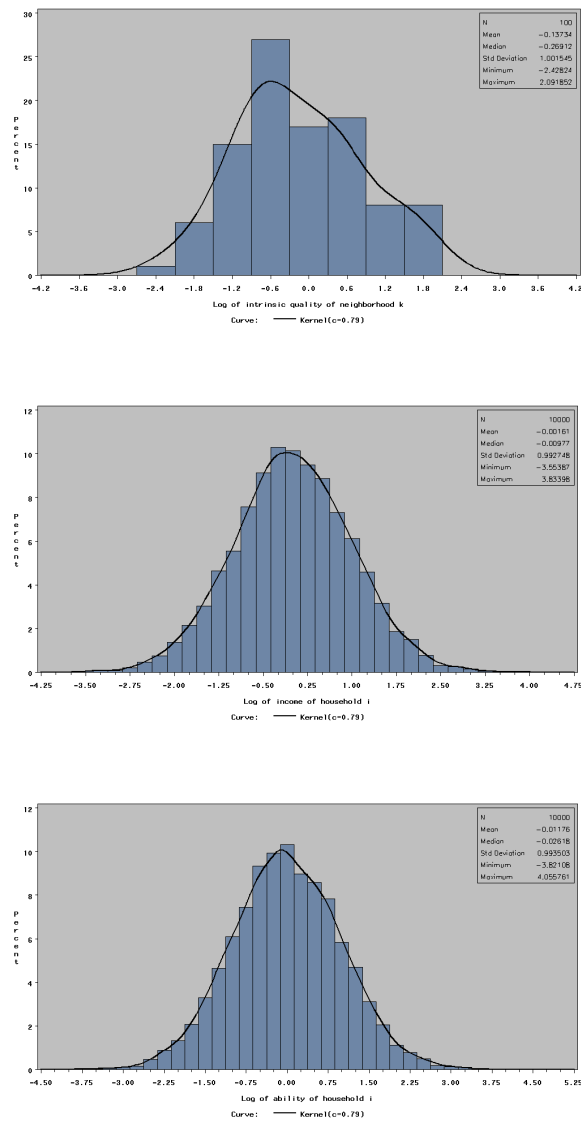 30
25
20
15
10
5
0
Percent
N 100
Mean -0.13734
Median -0.26912
Std Deviation 1.001545
Minimum -2.42824
Maximum 2.091852
-4.2 -3.6 -3.0 -2.4 -1.8 -1.2 -0.6 0.0 0.6 1.2 1.8 2.4 3.0 3.6 4.2
Log of intrinsic quality of neighborhood k
Curve: Kernel(c=0.79)
12
10
8
6
4
2
0
Percent
N 10000
Mean -0.00161
Median -0.00977
Std Deviation 0.992748
Minimum -3.55387
Maximum 3.83398
-4.25 -3.50 -2.75 -2.00 -1.25 -0.50 0.25 1.00 1.75 2.50 3.25 4.00 4.75
Log of income of household i
Curve: Kernel(c=0.79)
12
10
8
6
4
2
0
Percent
N 10000
Mean -0.01176
Median -0.02618
Std Deviation 0.993503
Minimum -3.82108
Maximum 4.055761
-4.50 -3.75 -3.00 -2.25 -1.50 -0.75 0.00 0.75 1.50 2.25 3.00 3.75 4.50 5.25
Log of ability of household i
Curve: Kernel(c=0.79)